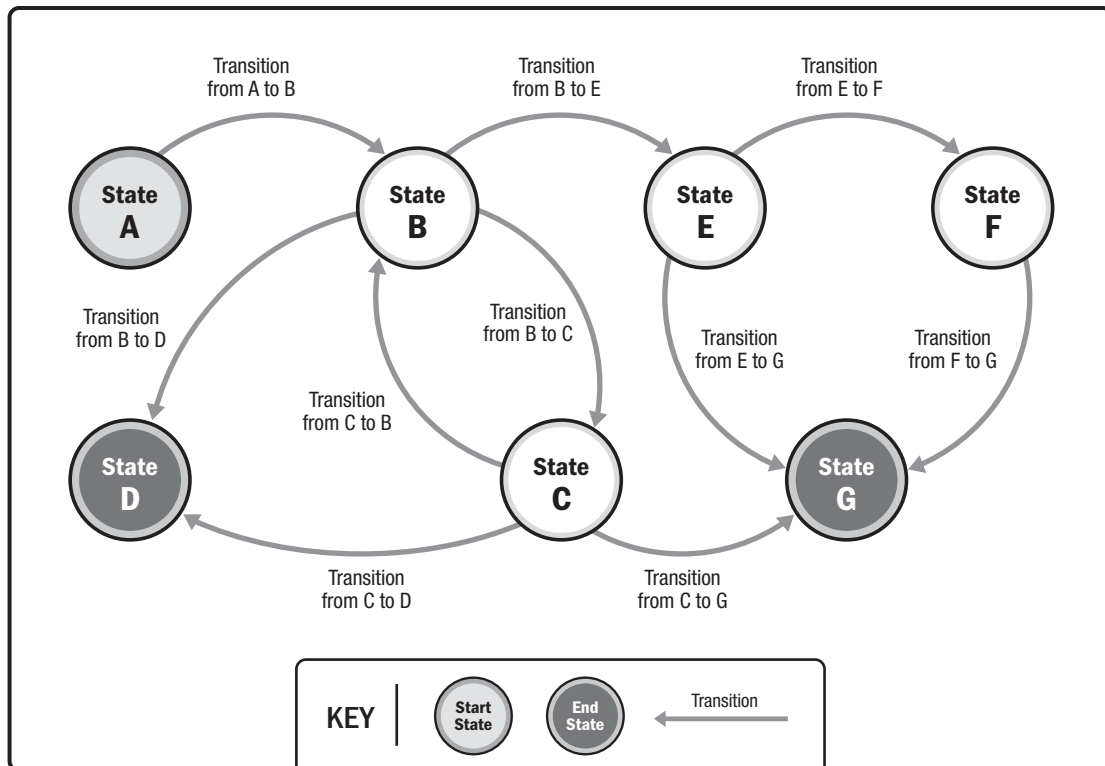 Transition
from A to B
Transition
from B to E
Transition
from E to F
State
A
State
B
State
E
State
F
Transition
from B to D
Transition
from B to C
Transition
from E to G
Transition
from F to G
Transition
from C to B
State
D
State
C
State
G
Transition
from C to D
Transition
from C to G
KEY
Start
State
End
State
Transition